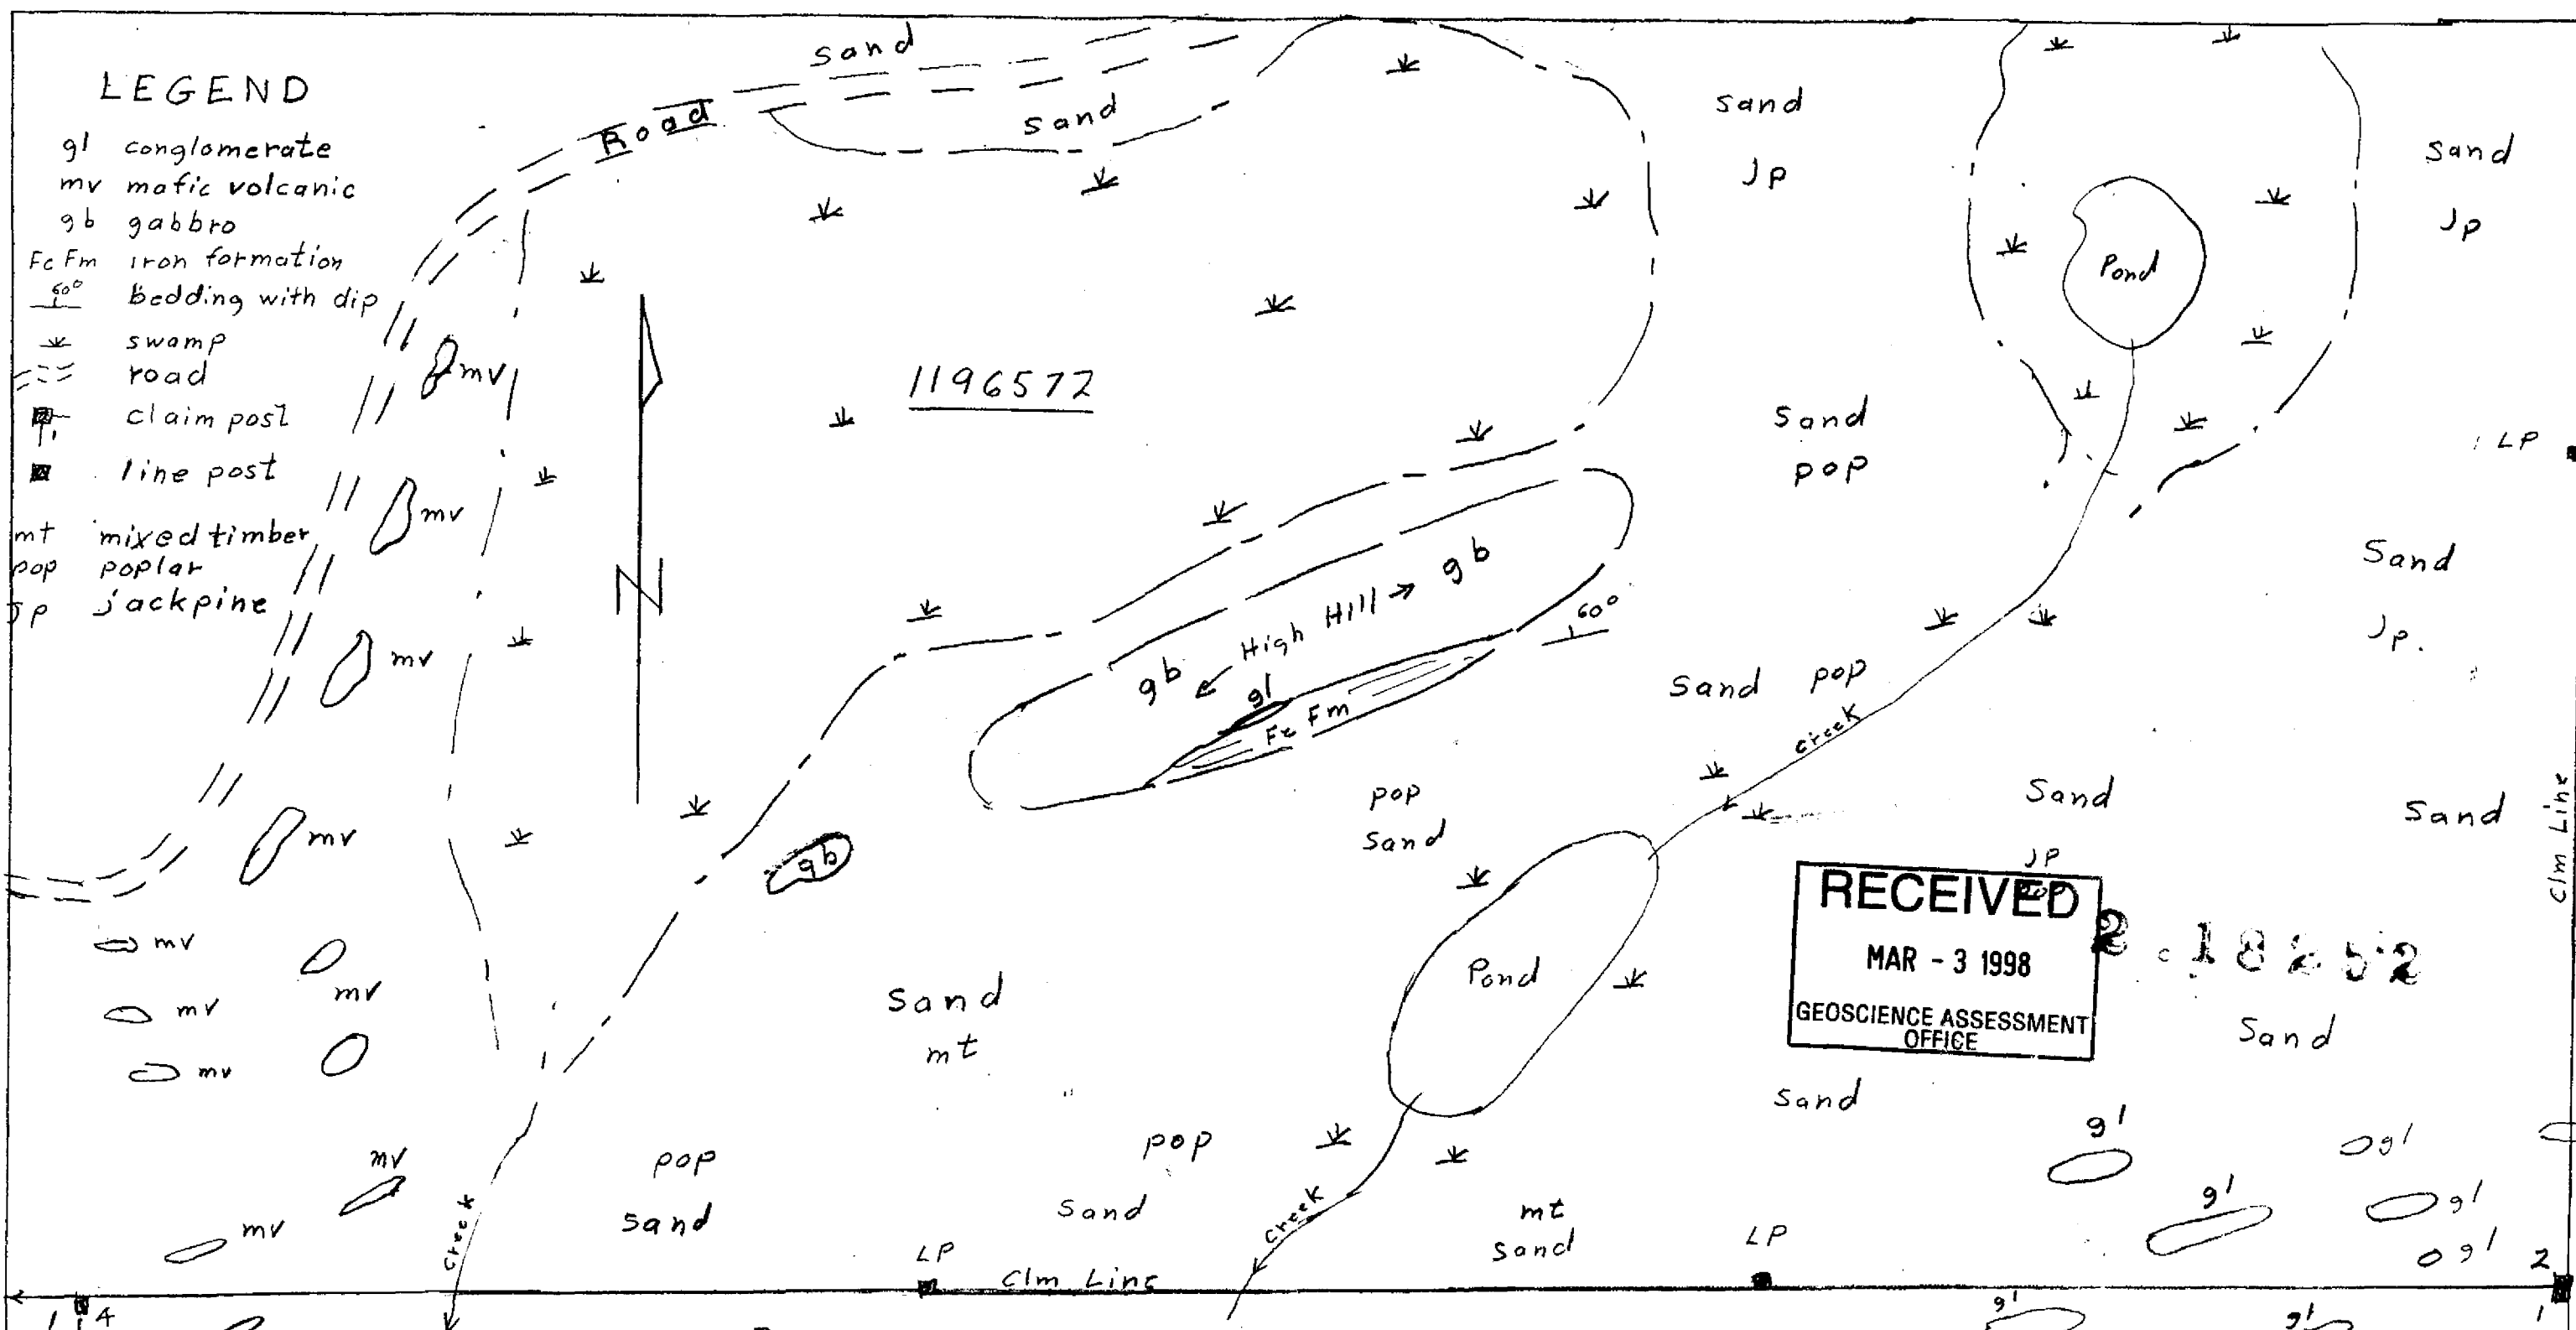 LEGEND
gl conglomerate
mv mafic volcanic
gb gabbro
Fe Fm iron formation
60° bedding with dip
swamp
road
claim post
line post
mt mixed timber
pop poplar
Jp jackpine
Sand
Road
sand
sand
JP
sand
JP
Pond
mv
1196572
Sand
pop
LP
mv
N
gb
High Hill
gb
60°
Sand
Jp.
mv
gl
Fe Fm
Sand pop
creek
pop
sand
Sand
JP
pop
Sand
Clm Line
mv
gb
RECEIVED
MAR - 3 1998
GEOSCIENCE ASSESSMENT
OFFICE
2.18252
mv
mv
mv
mv
Sand
mt
Pond
Sand
sand
gl
gl
gl
gl
gl
mv
mv
pop
sand
pop
sand
Creek
Creek
mt
sand
LP
LP
Clm Line
2
4
1
gl
gl